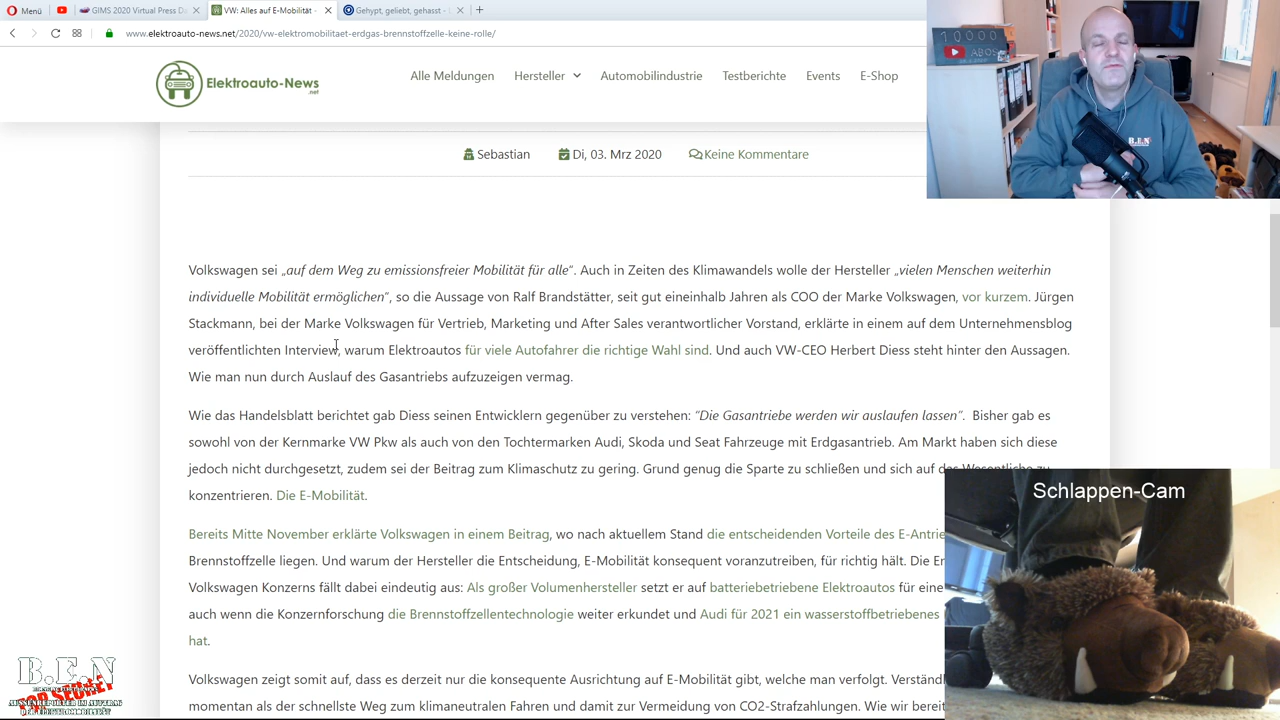 Menü
GIMS 2020 Virtual Press Da
VW: Alles auf E-Mobilität -
Gehypt, geliebt, gehasst -
www.elektroauto-news.net/2020/vw-elektromobilitaet-erdgas-brennstoffzelle-keine-rolle/
Elektroauto-News
.net
Alle Meldungen Hersteller Automobilindustrie Testberichte Events E-Shop
10000
ABOS
B.E.N
Sebastian Di, 03. Mrz 2020 Keine Kommentare
Volkswagen sei „auf dem Weg zu emissionsfreier Mobilität für alle“. Auch in Zeiten des Klimawandels wolle der Hersteller „vielen Menschen weiterhin
individuelle Mobilität ermöglichen“, so die Aussage von Ralf Brandstätter, seit gut eineinhalb Jahren als COO der Marke Volkswagen, vor kurzem. Jürgen
Stackmann, bei der Marke Volkswagen für Vertrieb, Marketing und After Sales verantwortlicher Vorstand, erklärte in einem auf dem Unternehmensblog
veröffentlichten Interview, warum Elektroautos für viele Autofahrer die richtige Wahl sind. Und auch VW-CEO Herbert Diess steht hinter den Aussagen.
Wie man nun durch Auslauf des Gasantriebs aufzuzeigen vermag.
Wie das Handelsblatt berichtet gab Diess seinen Entwicklern gegenüber zu verstehen: “Die Gasantriebe werden wir auslaufen lassen”. Bisher gab es
sowohl von der Kernmarke VW Pkw als auch von den Tochtermarken Audi, Skoda und Seat Fahrzeuge mit Erdgasantrieb. Am Markt haben sich diese
jedoch nicht durchgesetzt, zudem sei der Beitrag zum Klimaschutz zu gering. Grund genug die Sparte zu schließen und sich auf das Wesentliche zu
konzentrieren. Die E-Mobilität.
Schlappen-Cam
Bereits Mitte November erklärte Volkswagen in einem Beitrag, wo nach aktuellem Stand die entscheidenden Vorteile des E-Antrie
Brennstoffzelle liegen. Und warum der Hersteller die Entscheidung, E-Mobilität konsequent voranzutreiben, für richtig hält. Die En
Volkswagen Konzerns fällt dabei eindeutig aus: Als großer Volumenhersteller setzt er auf batteriebetriebene Elektroautos für eine
auch wenn die Konzernforschung die Brennstoffzellentechnologie weiter erkundet und Audi für 2021 ein wasserstoffbetriebenes
hat.
Volkswagen zeigt somit auf, dass es derzeit nur die konsequente Ausrichtung auf E-Mobilität gibt, welche man verfolgt. Verständ
momentan als der schnellste Weg zum klimaneutralen Fahren und damit zur Vermeidung von CO2-Strafzahlungen. Wie wir bereit
B.E.N
TOP SECRET